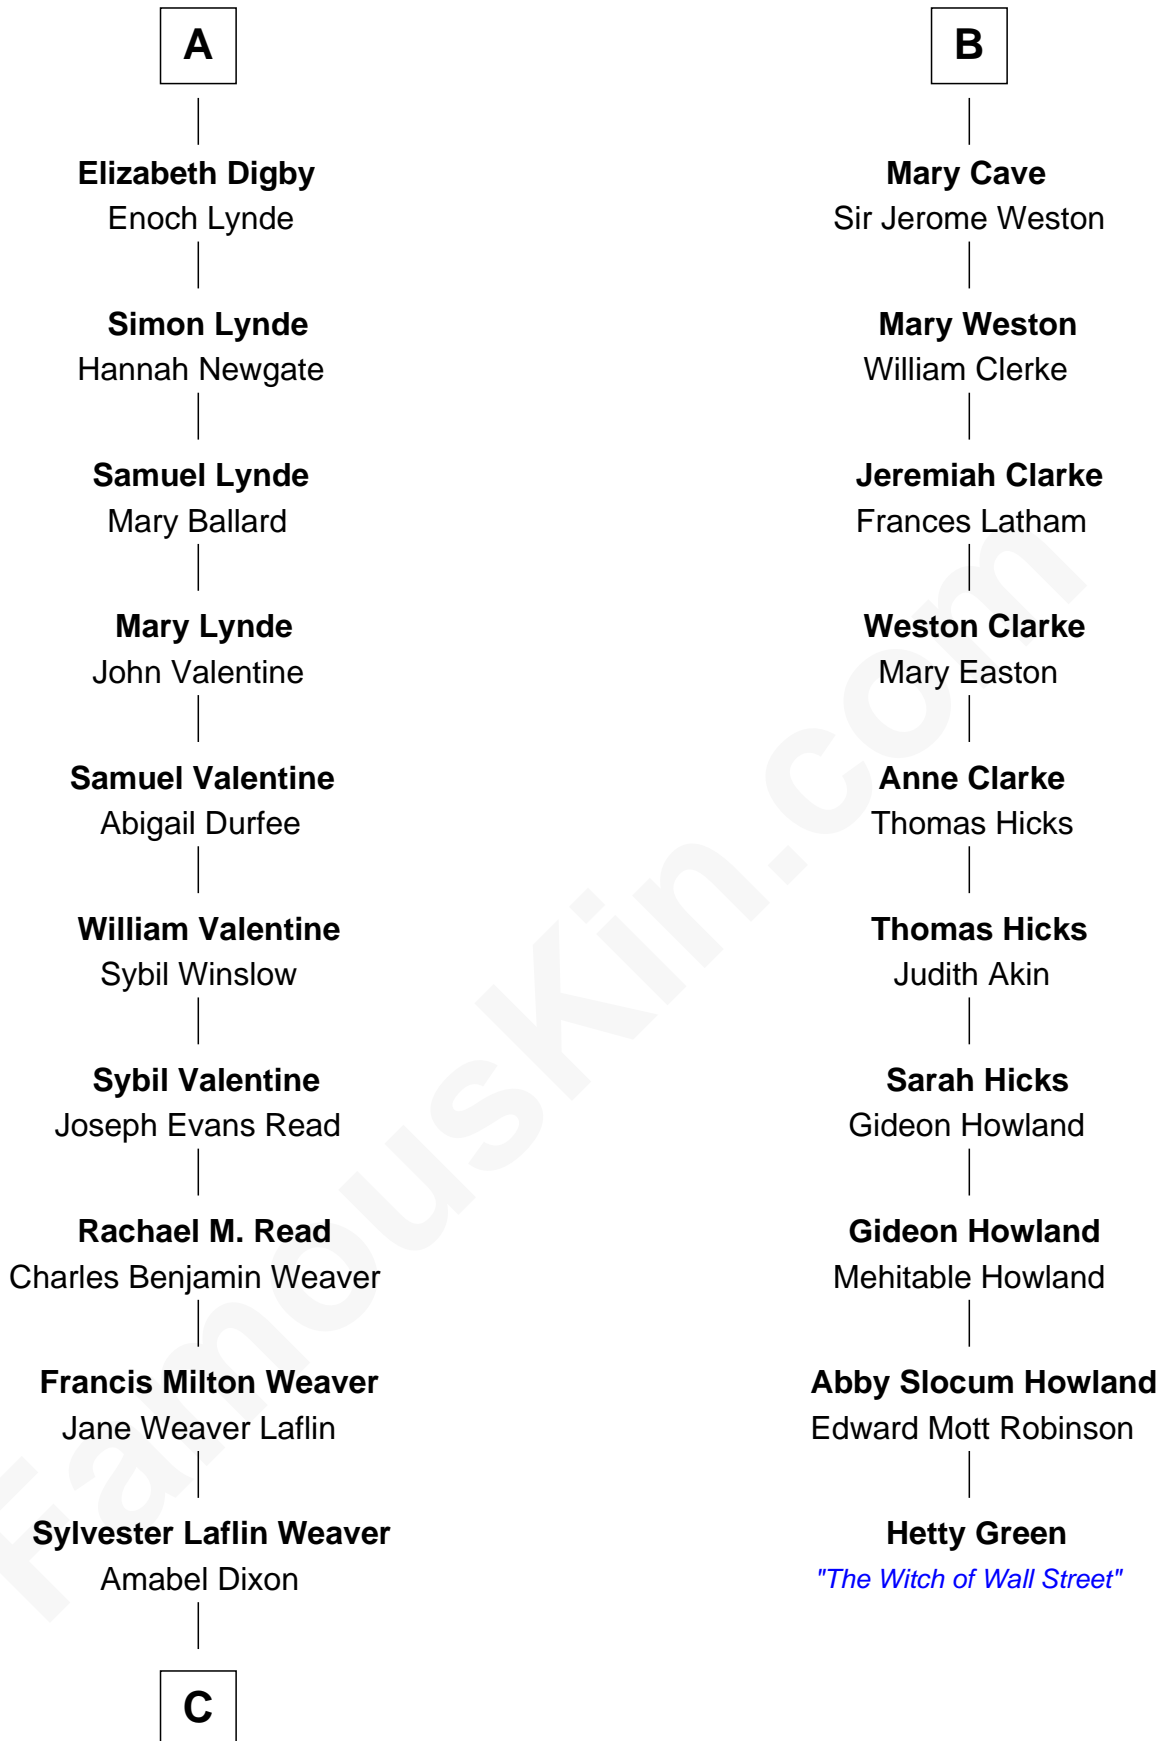 A
Elizabeth Digby
Enoch Lynde
Simon Lynde
Hannah Newgate
Samuel Lynde
Mary Ballard
Mary Lynde
John Valentine
Samuel Valentine
Abigail Durfee
William Valentine
Sybil Winslow
Sybil Valentine
Joseph Evans Read
Rachael M. Read
Charles Benjamin Weaver
Francis Milton Weaver
Jane Weaver Laflin
Sylvester Laflin Weaver
Amabel Dixon
C
B
Mary Cave
Sir Jerome Weston
Mary Weston
William Clerke
Jeremiah Clarke
Frances Latham
Weston Clarke
Mary Easton
Anne Clarke
Thomas Hicks
Thomas Hicks
Judith Akin
Sarah Hicks
Gideon Howland
Gideon Howland
Mehitable Howland
Abby Slocum Howland
Edward Mott Robinson
Hetty Green
"The Witch of Wall Street"
FamousKin.com